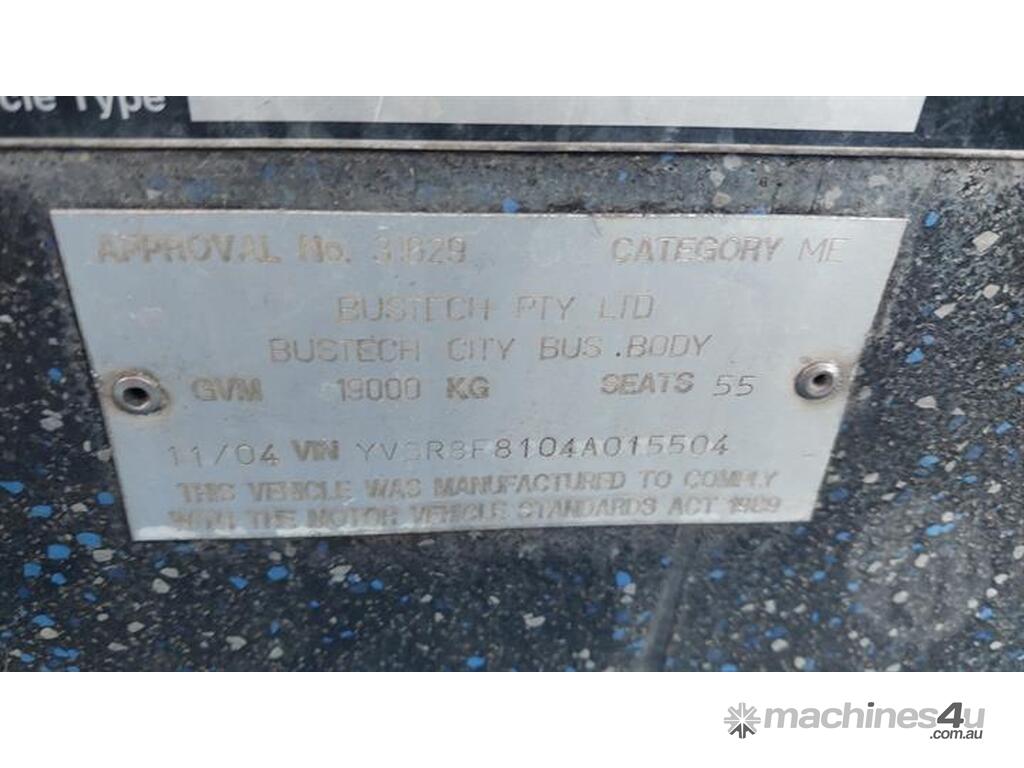 cle Type
APPROVAL No. 31829 CATEGORY ME
BUSTECH PTY LTD
BUSTECH CITY BUS .BODY
GVM 19000 KG SEATS 55
11/04 VIN YV3R8F8104A015504
THIS VEHICLE WAS MANUFACTURED TO COMPLY
WITH THE MOTOR VEHICLE STANDARDS ACT 1989
machines4u
.com.au